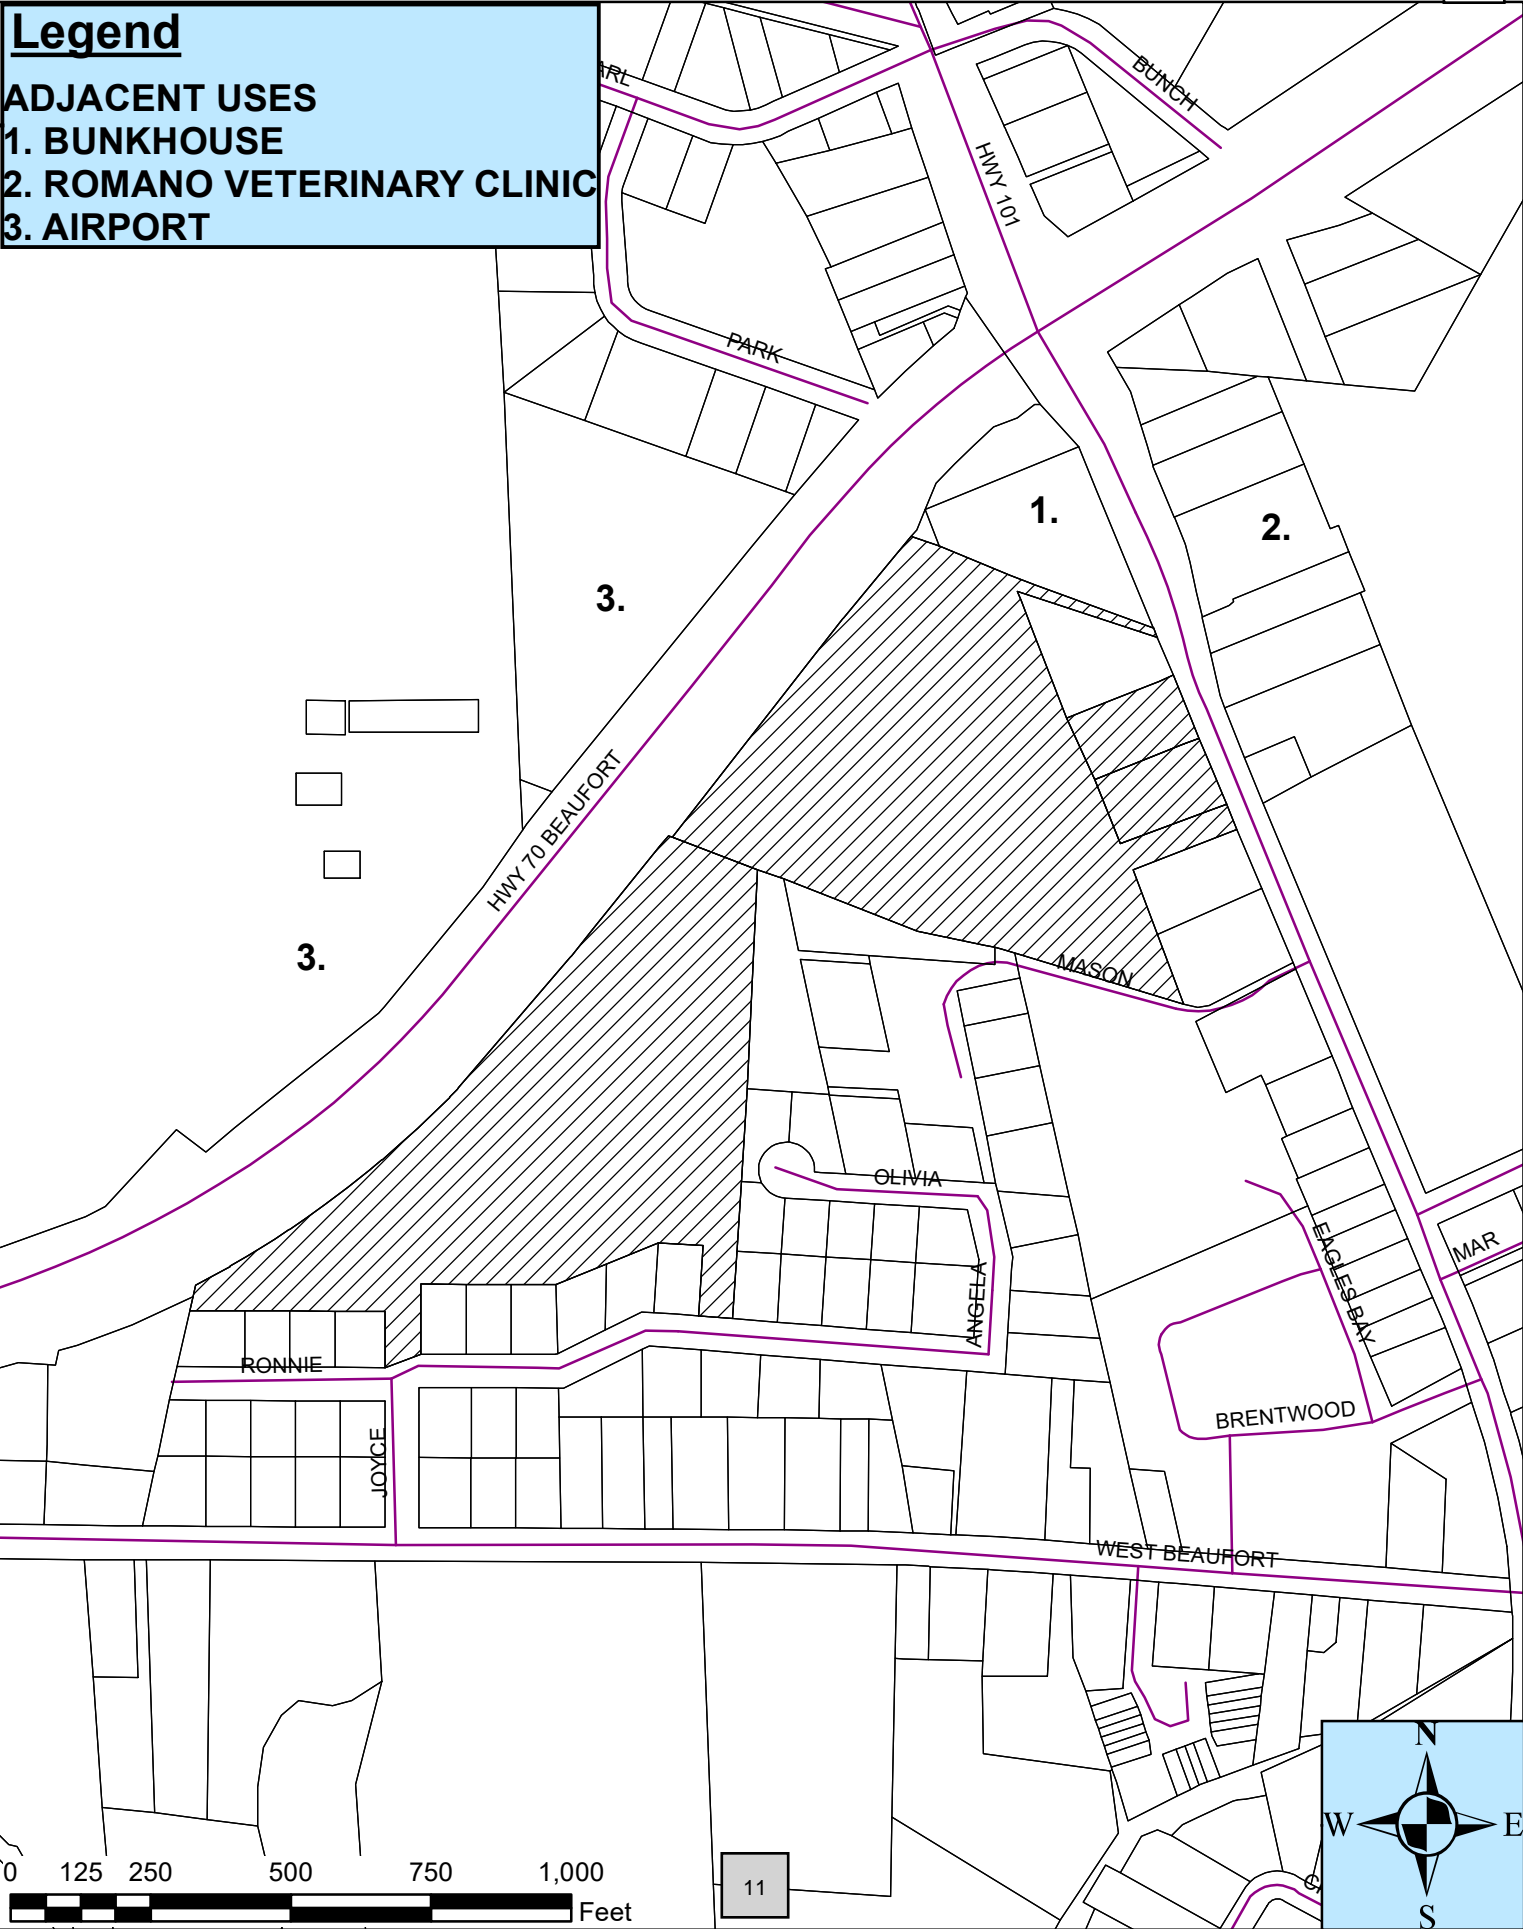 Legend
ADJACENT USES
1. BUNKHOUSE
2. ROMANO VETERINARY CLINIC
3. AIRPORT
BUNCH
HWY 101
PARK
1.
2.
3.
HWY 70 BEAUFORT
3.
MASON
OLIVIA
ANGELA
EAGLES BAY
MAR
RONNIE
JOYCE
BRENTWOOD
WEST BEAUFORT
N
W E
S
0 125 250 500 750 1,000
Feet
11